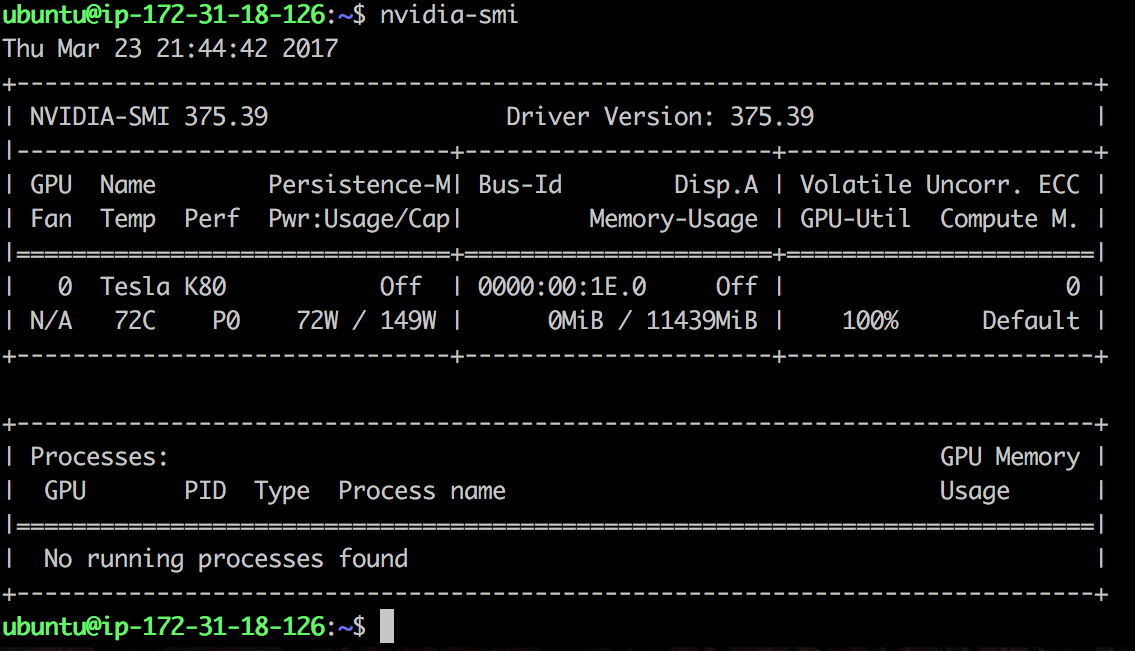 ubuntu@ip-172-31-18-126:~$ nvidia-smi
Thu Mar 23 21:44:42 2017
+-----------------------------------------------------------------------------+
| NVIDIA-SMI 375.39                 Driver Version: 375.39                    |
|-------------------------------+----------------------+----------------------+
| GPU  Name        Persistence-M| Bus-Id        Disp.A | Volatile Uncorr. ECC |
| Fan  Temp  Perf  Pwr:Usage/Cap|         Memory-Usage | GPU-Util  Compute M. |
|===============================+======================+======================|
|   0  Tesla K80           Off  | 0000:00:1E.0     Off |                    0 |
| N/A   72C    P0    72W / 149W |      0MiB / 11439MiB |    100%      Default |
+-------------------------------+----------------------+----------------------+

+-----------------------------------------------------------------------------+
| Processes:                                                       GPU Memory |
|  GPU       PID  Type  Process name                               Usage      |
|=============================================================================|
|  No running processes found                                                 |
+-----------------------------------------------------------------------------+
ubuntu@ip-172-31-18-126:~$